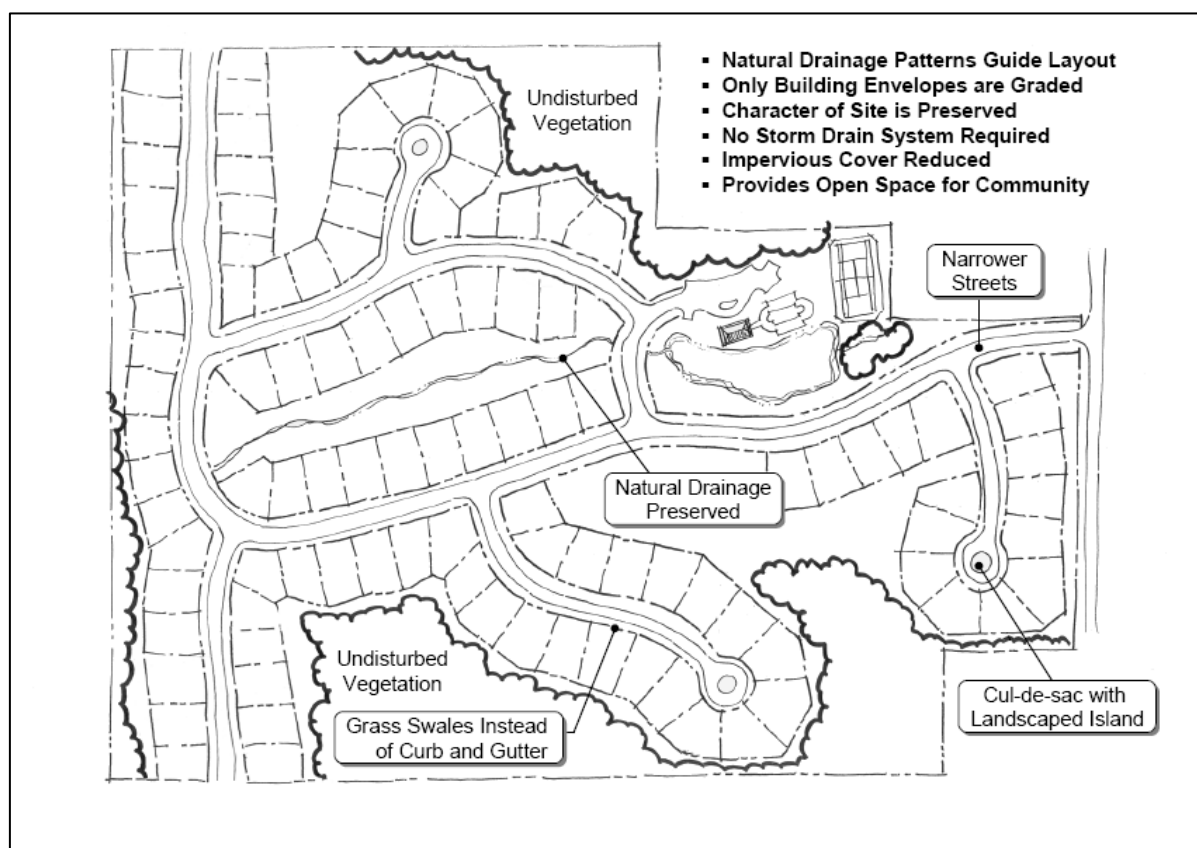 ▪ Natural Drainage Patterns Guide Layout
▪ Only Building Envelopes are Graded
▪ Character of Site is Preserved
▪ No Storm Drain System Required
▪ Impervious Cover Reduced
▪ Provides Open Space for Community
Undisturbed
Vegetation
Narrower
Streets
Natural Drainage
Preserved
Undisturbed
Vegetation
Grass Swales Instead
of Curb and Gutter
Cul-de-sac with
Landscaped Island